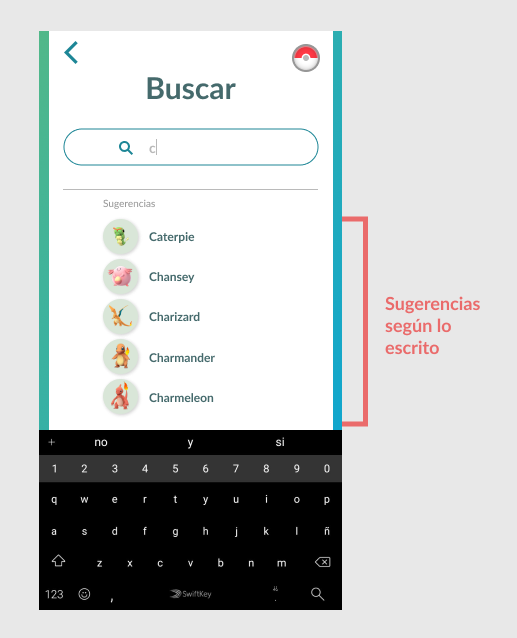 Buscar
c
Sugerencias
Caterpie
Chansey
Charizard
Charmander
Charmeleon
Sugerencias
según lo
escrito
+ no y si
1 2 3 4 5 6 7 8 9 0
q w e r t y u i o p
a s d f g h j k l ñ
z x c v b n m
123 , SwiftKey .